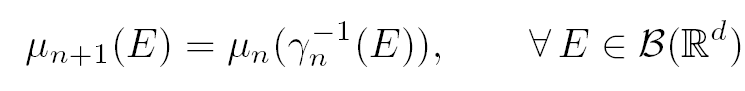 μ_{n+1}(E) = μ_n(γ_n^{-1}(E)), ∀ E ∈ ℬ(ℝ^d)